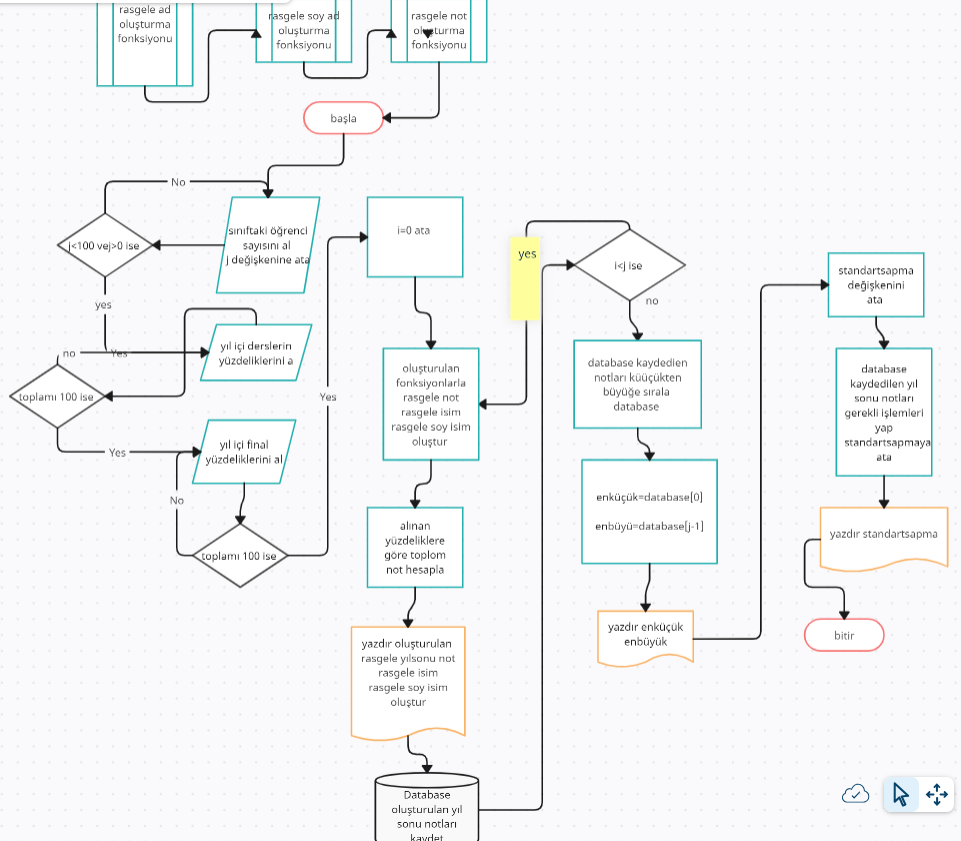 rasgele ad
oluşturma
fonksiyonu
rasgele soy ad
oluşturma
fonksiyonu
rasgele not
oluşturma
fonksiyonu
başla
No
sınıftaki öğrenci
sayısını al
j değişkenine ata
j<100 vej>0 ise
yes
yıl içi derslerin
yüzdeliklerini a
no
Yes
toplamı 100 ise
Yes
yıl içi final
yüzdeliklerini al
No
toplamı 100 ise
Yes
i=0 ata
oluşturulan
fonksiyonlarla
rasgele not
rasgele isim
rasgele soy isim
oluştur
alınan
yüzdeliklere
göre toplom
not hesapla
yazdır oluşturulan
rasgele yılsonu not
rasgele isim
rasgele soy isim
oluştur
Database
oluşturulan yıl
sonu notları
kaydet
yes
i<j ise
no
database kaydedien
notları küüçükten
büyüğe sırala
database
enküçük=database[0]
enbüyü=database[j-1]
yazdır enküçük
enbüyük
standartsapma
değişkenini
ata
database
kaydedilen yıl
sonu notları
gerekli işlemleri
yap
standartsapmaya
ata
yazdır standartsapma
bitir